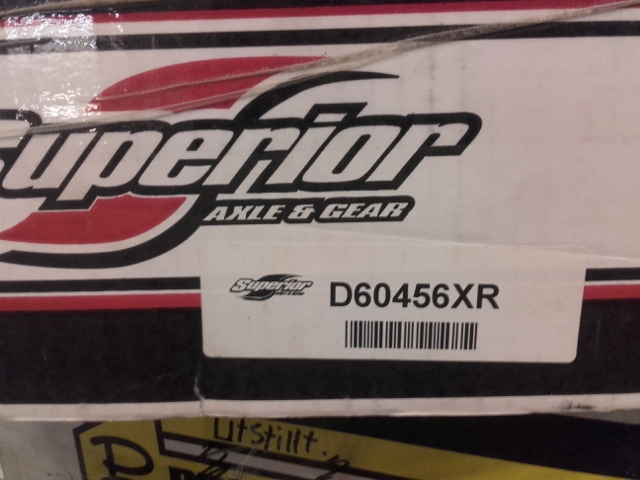 Superior
AXLE & GEAR
Superior
D60456XR
utstillt.